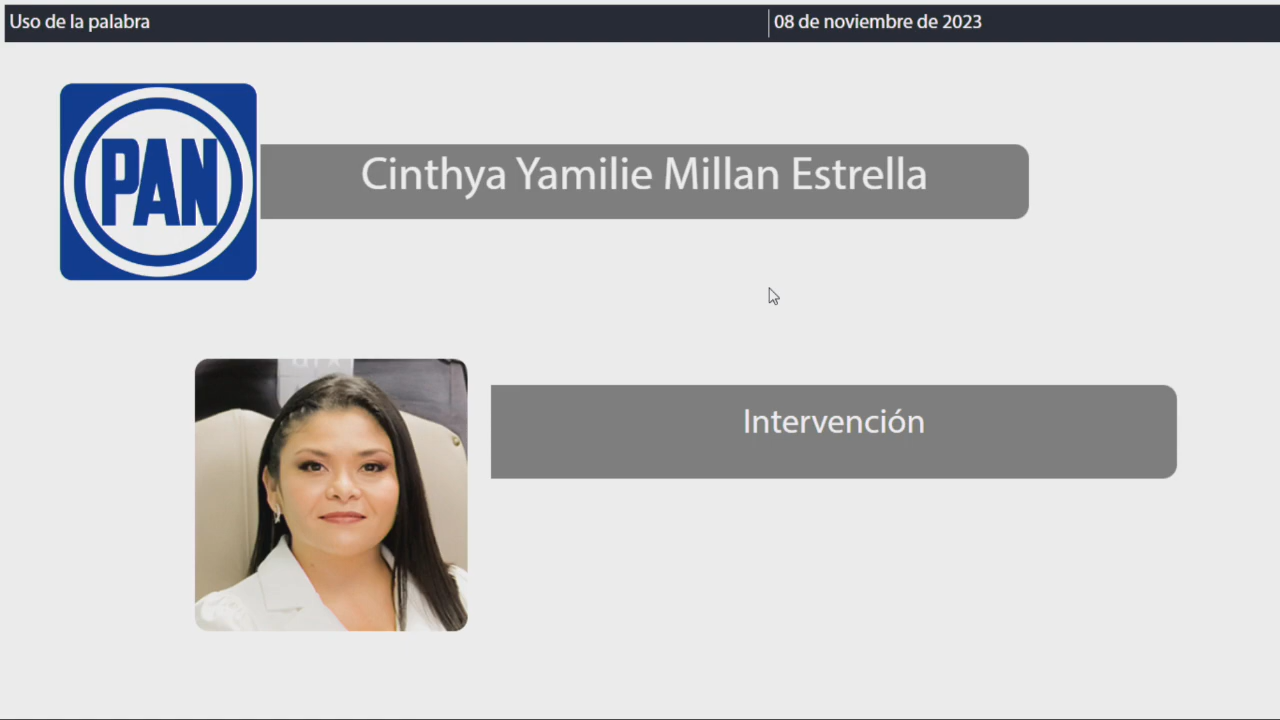 Uso de la palabra
08 de noviembre de 2023
PAN
Cinthya Yamilie Millan Estrella
Intervención